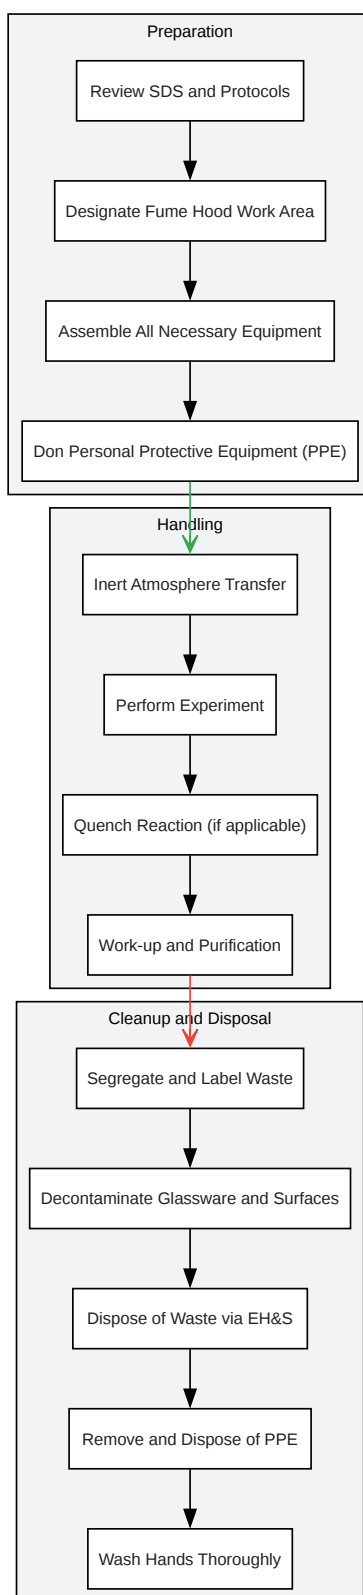 Preparation
Review SDS and Protocols
Designate Fume Hood Work Area
Assemble All Necessary Equipment
Don Personal Protective Equipment (PPE)
Handling
Inert Atmosphere Transfer
Perform Experiment
Quench Reaction (if applicable)
Work-up and Purification
Cleanup and Disposal
Segregate and Label Waste
Decontaminate Glassware and Surfaces
Dispose of Waste via EH&S
Remove and Dispose of PPE
Wash Hands Thoroughly